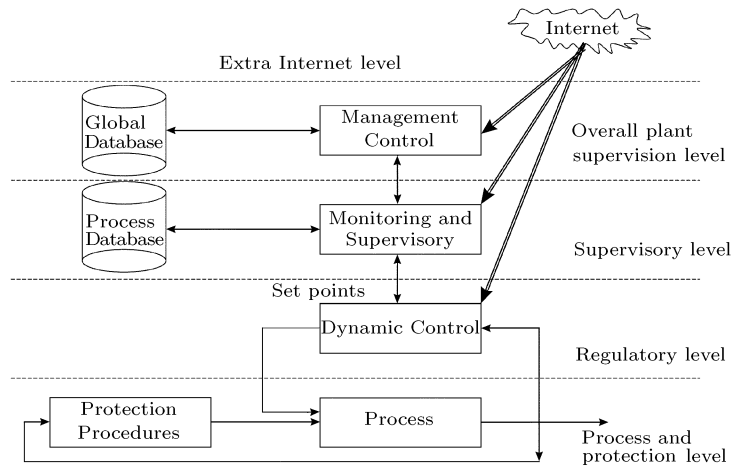 Internet
Extra Internet level
Global
Database
Management
Control
Overall plant
supervision level
Process
Database
Monitoring and
Supervisory
Supervisory level
Set points
Dynamic Control
Regulatory level
Protection
Procedures
Process
Process and
protection level